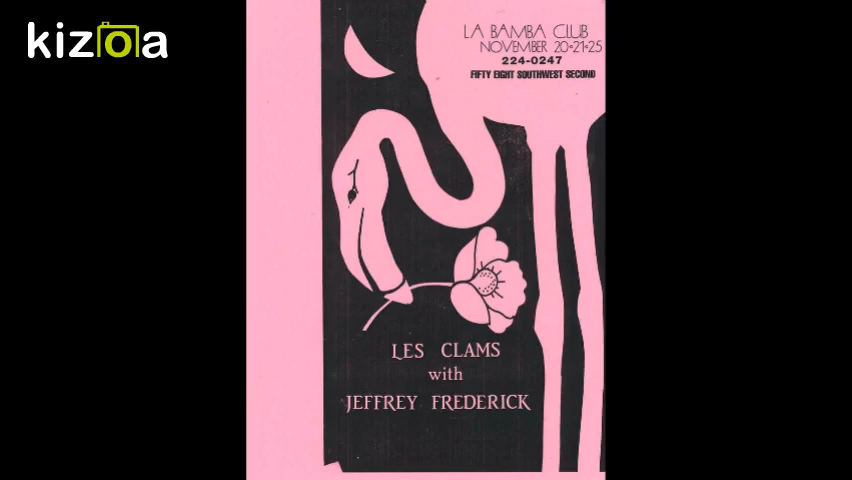 kizoa
LA BAMBA CLUB
NOVEMBER 20•21•25
224-0247
FIFTY EIGHT SOUTHWEST SECOND
LES CLAMS
with
JEFFREY FREDERICK